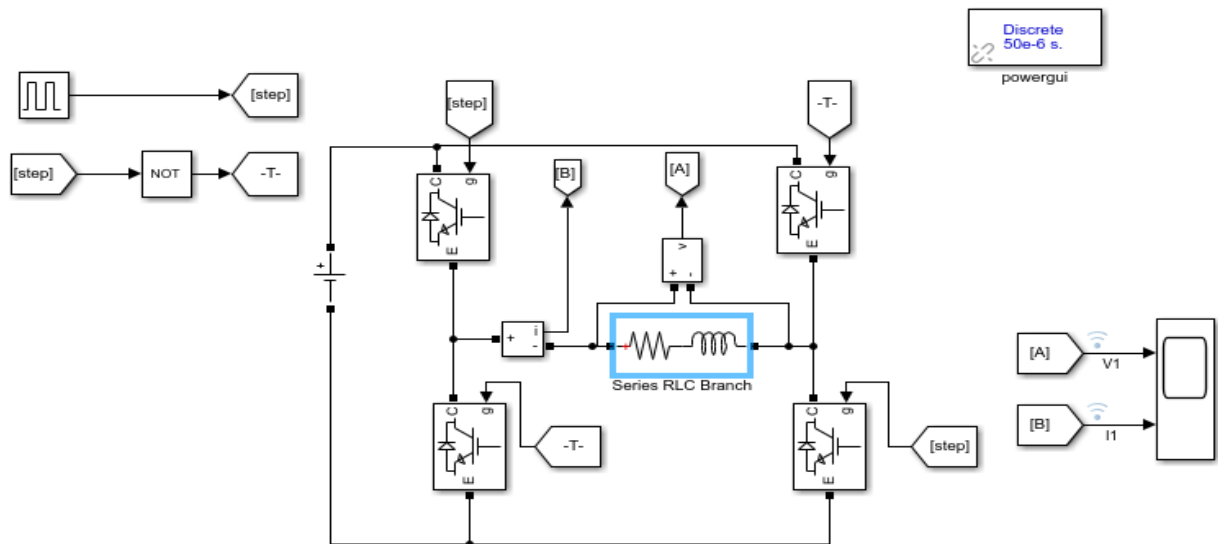 Discrete
50e-6 s.
powergui
[step]
[step]
NOT
-T-
[step]
-T-
[B]
[A]
C
g
E
C
g
E
+
v
+
-
+
i
-
+
Series RLC Branch
C
g
E
-T-
C
g
E
[step]
[A]
V1
[B]
I1